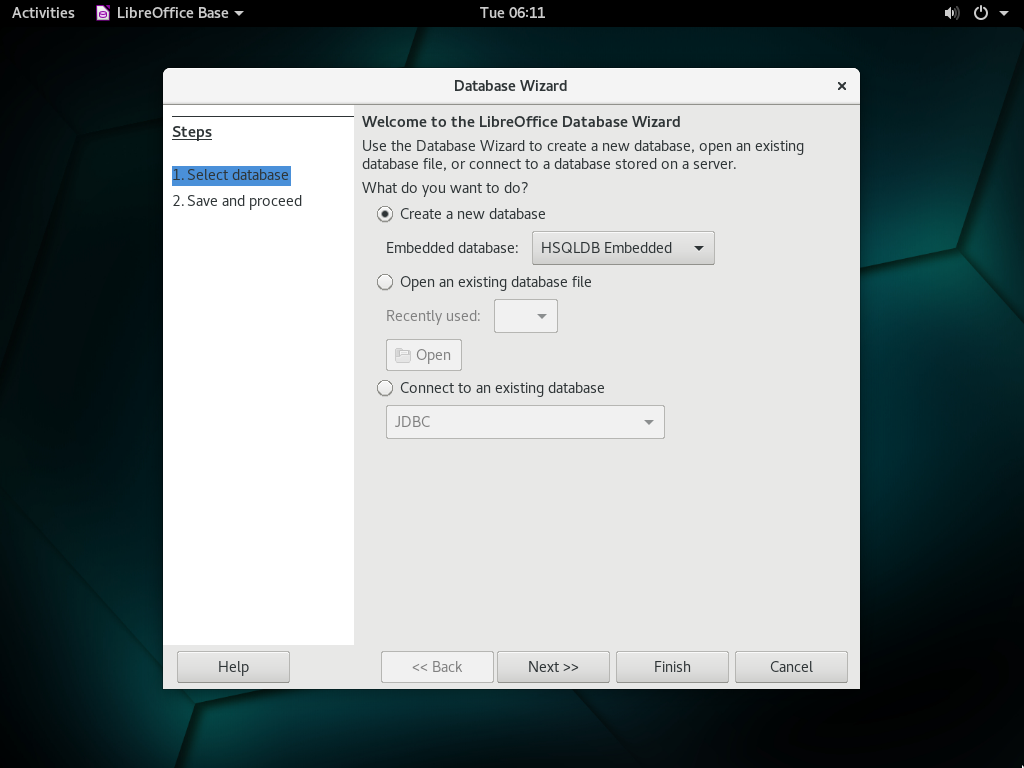 Activities LibreOffice Base Tue 06:11
Database Wizard
Steps
1. Select database
2. Save and proceed
Welcome to the LibreOffice Database Wizard
Use the Database Wizard to create a new database, open an existing
database file, or connect to a database stored on a server.
What do you want to do?
Create a new database
Embedded database: HSQLDB Embedded
Open an existing database file
Recently used:
Open
Connect to an existing database
JDBC
Help << Back Next >> Finish Cancel